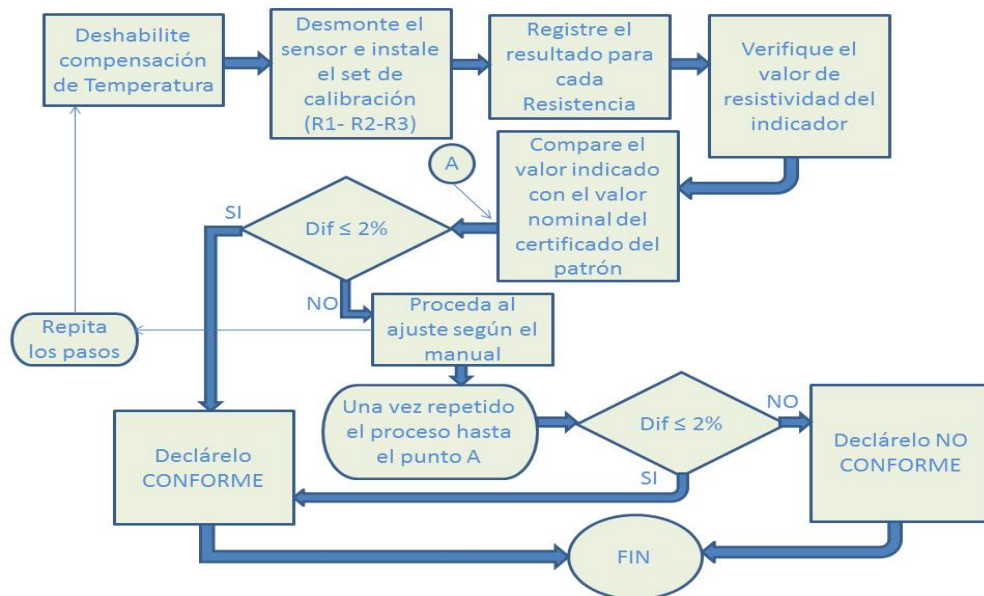 Deshabilite
compensación
de Temperatura
Desmonte el
sensor e instale
el set de
calibración
(R1- R2-R3)
Registre el
resultado para
cada
Resistencia
Verifique el
valor de
resistividad del
indicador
Compare el
valor indicado
con el valor
nominal del
certificado del
patrón
A
SI
Dif ≤ 2%
NO
Proceda al
ajuste según el
manual
Repita
los pasos
Una vez repetido
el proceso hasta
el punto A
Dif ≤ 2%
NO
SI
Declárelo
CONFORME
Declárelo NO
CONFORME
FIN